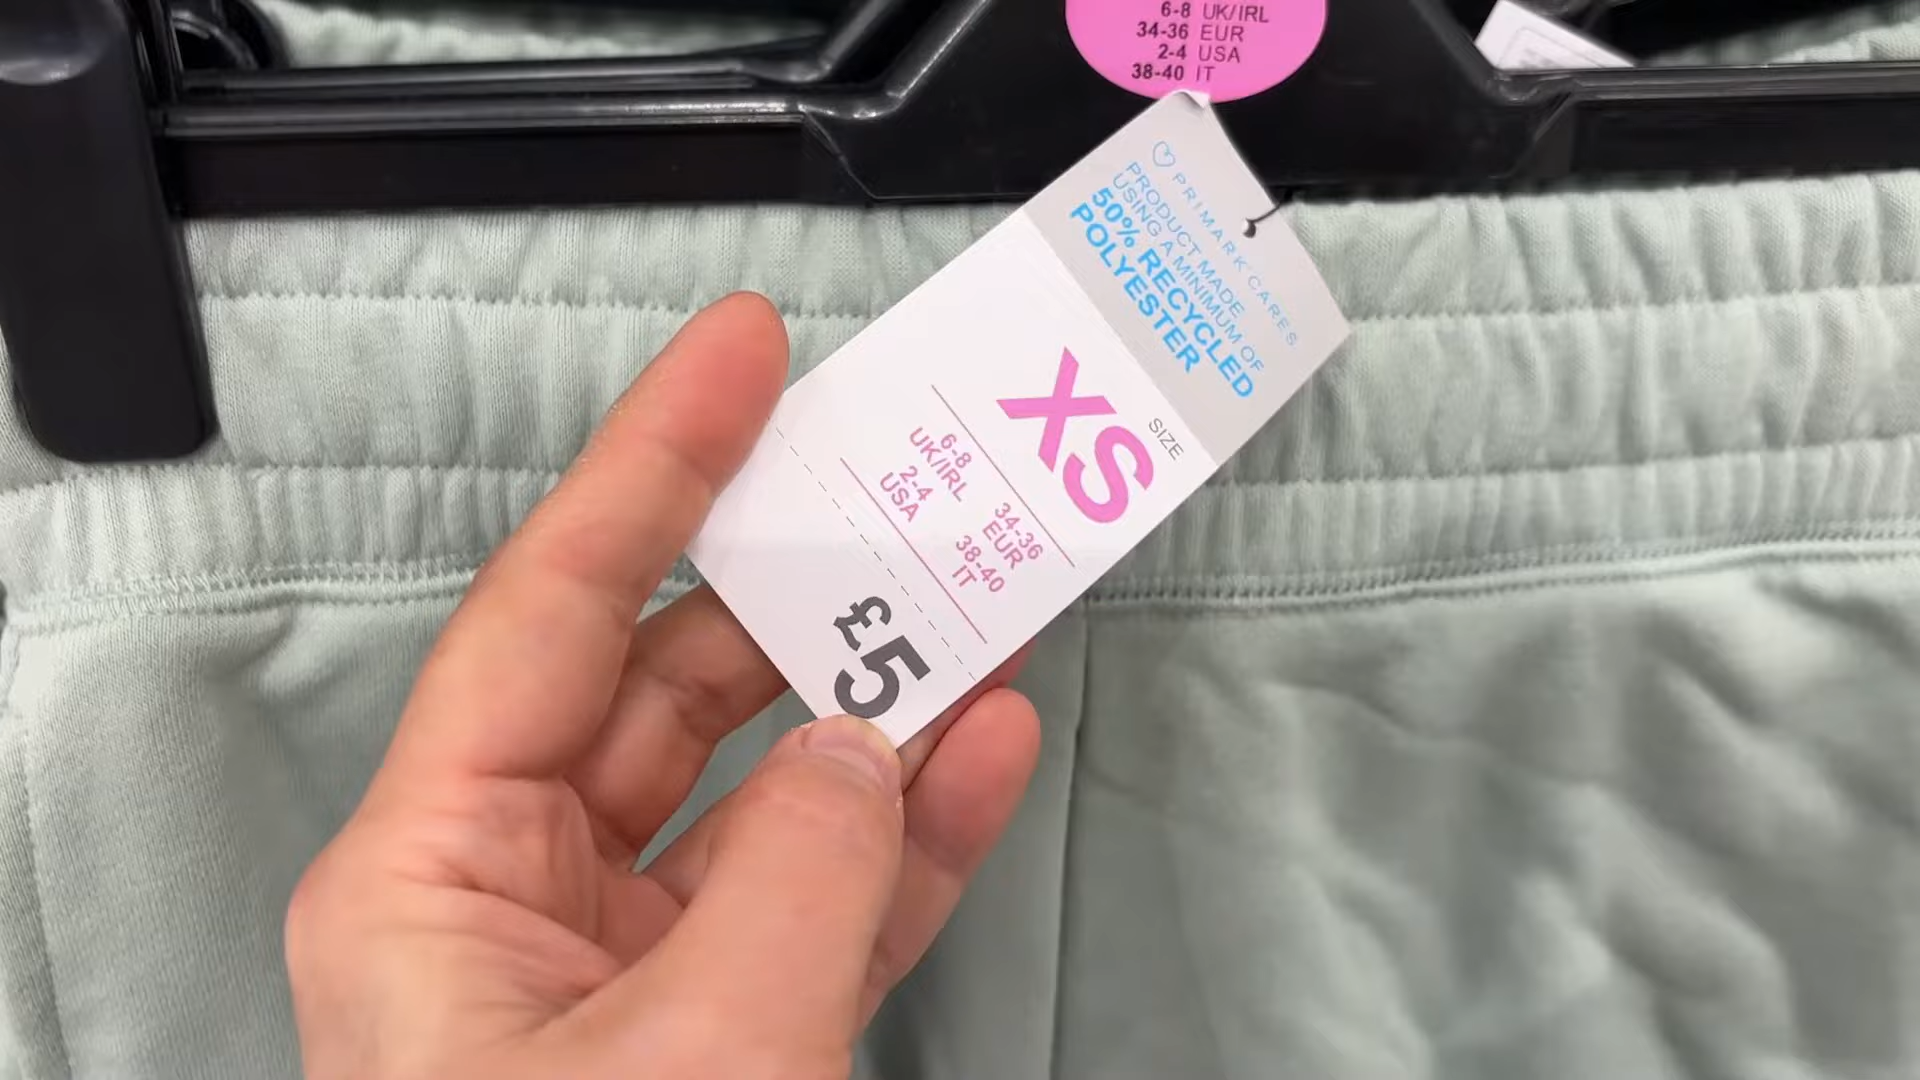 6-8 UK/IRL
34-36 EUR
2-4 USA
38-40 IT
PRIMARK CARES
PRODUCT MADE
USING A MINIMUM OF
50% RECYCLED
POLYESTER
SIZE
XS
34-36
EUR
38-40
IT
6-8
UK/IRL
2-4
USA
£5